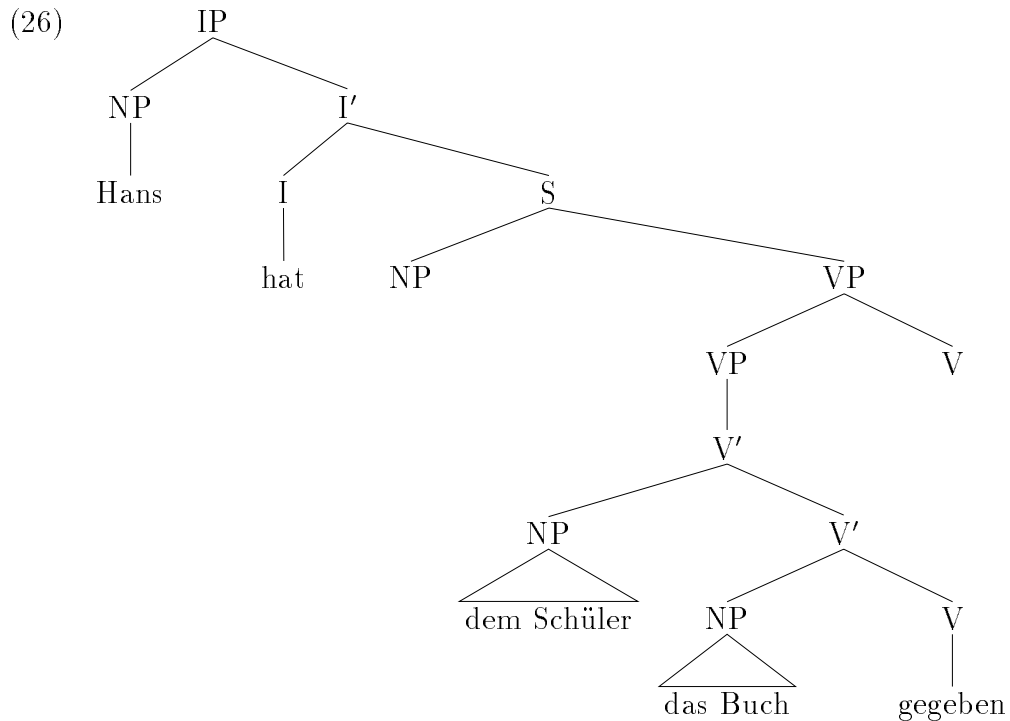 (26) IP
NP I′
Hans I S
hat NP VP
VP V
V′
NP V′
dem Schüler NP V
das Buch gegeben